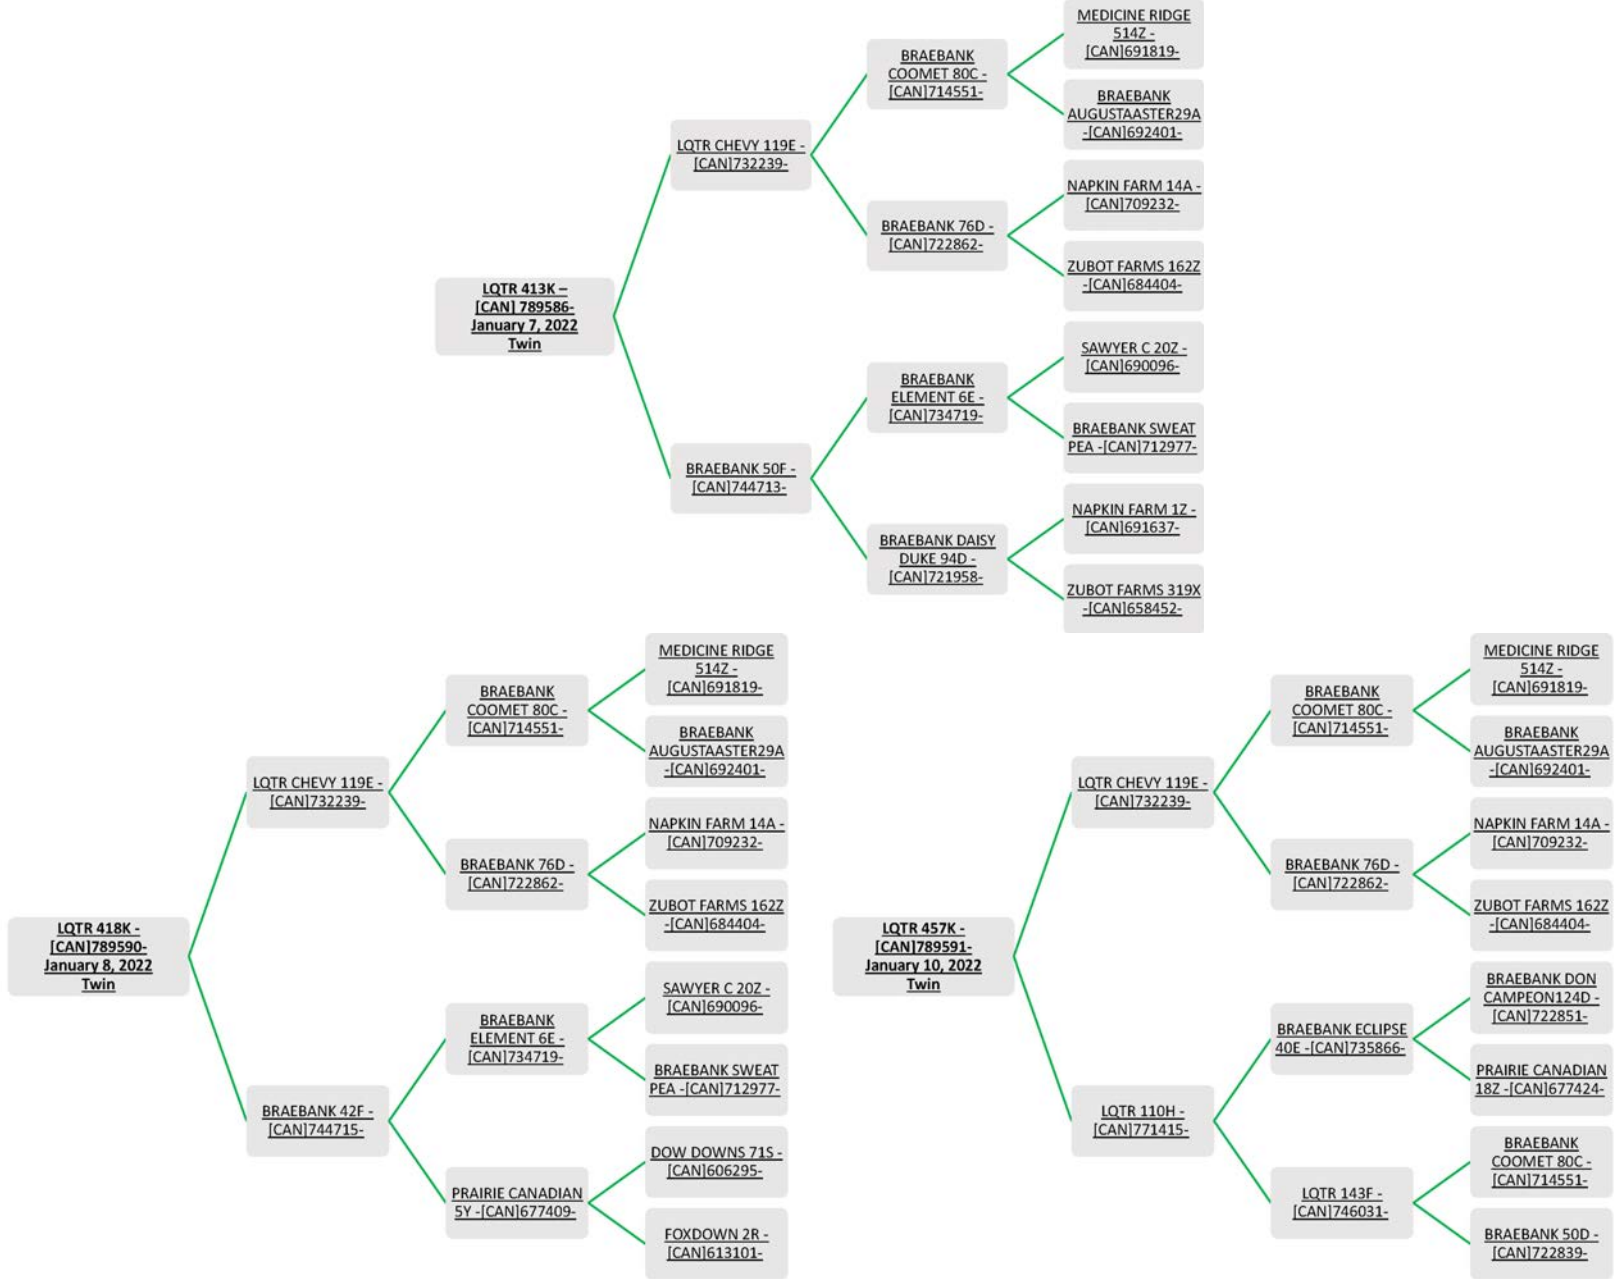 MEDICINE RIDGE
514Z -
[CAN]691819-
BRAEBANK
COOMET 80C -
[CAN]714551-
BRAEBANK
AUGUSTAASTER29A
-[CAN]692401-
LQTR CHEVY 119E -
[CAN]732239-
NAPKIN FARM 14A -
[CAN]709232-
BRAEBANK 76D -
[CAN]722862-
ZUBOT FARMS 162Z
-[CAN]684404-
LQTR 413K –
[CAN] 789586-
January 7, 2022
Twin
SAWYER C 20Z -
[CAN]690096-
BRAEBANK
ELEMENT 6E -
[CAN]734719-
BRAEBANK SWEAT
PEA -[CAN]712977-
BRAEBANK 50F -
[CAN]744713-
NAPKIN FARM 1Z -
[CAN]691637-
BRAEBANK DAISY
DUKE 94D -
[CAN]721958-
ZUBOT FARMS 319X
-[CAN]658452-
MEDICINE RIDGE
514Z -
[CAN]691819-
BRAEBANK
COOMET 80C -
[CAN]714551-
BRAEBANK
AUGUSTAASTER29A
-[CAN]692401-
LQTR CHEVY 119E -
[CAN]732239-
NAPKIN FARM 14A -
[CAN]709232-
BRAEBANK 76D -
[CAN]722862-
ZUBOT FARMS 162Z
-[CAN]684404-
LQTR 418K -
[CAN]789590-
January 8, 2022
Twin
SAWYER C 20Z -
[CAN]690096-
BRAEBANK
ELEMENT 6E -
[CAN]734719-
BRAEBANK SWEAT
PEA -[CAN]712977-
BRAEBANK 42F -
[CAN]744715-
DOW DOWNS 71S -
[CAN]606295-
PRAIRIE CANADIAN
5Y -[CAN]677409-
FOXDOWN 2R -
[CAN]613101-
MEDICINE RIDGE
514Z -
[CAN]691819-
BRAEBANK
COOMET 80C -
[CAN]714551-
BRAEBANK
AUGUSTAASTER29A
-[CAN]692401-
LQTR CHEVY 119E -
[CAN]732239-
NAPKIN FARM 14A -
[CAN]709232-
BRAEBANK 76D -
[CAN]722862-
ZUBOT FARMS 162Z
-[CAN]684404-
LQTR 457K -
[CAN]789591-
January 10, 2022
Twin
BRAEBANK DON
CAMPEON124D -
[CAN]722851-
BRAEBANK ECLIPSE
40E -[CAN]735866-
PRAIRIE CANADIAN
18Z -[CAN]677424-
LQTR 110H -
[CAN]771415-
BRAEBANK
COOMET 80C -
[CAN]714551-
LQTR 143F -
[CAN]746031-
BRAEBANK 50D -
[CAN]722839-